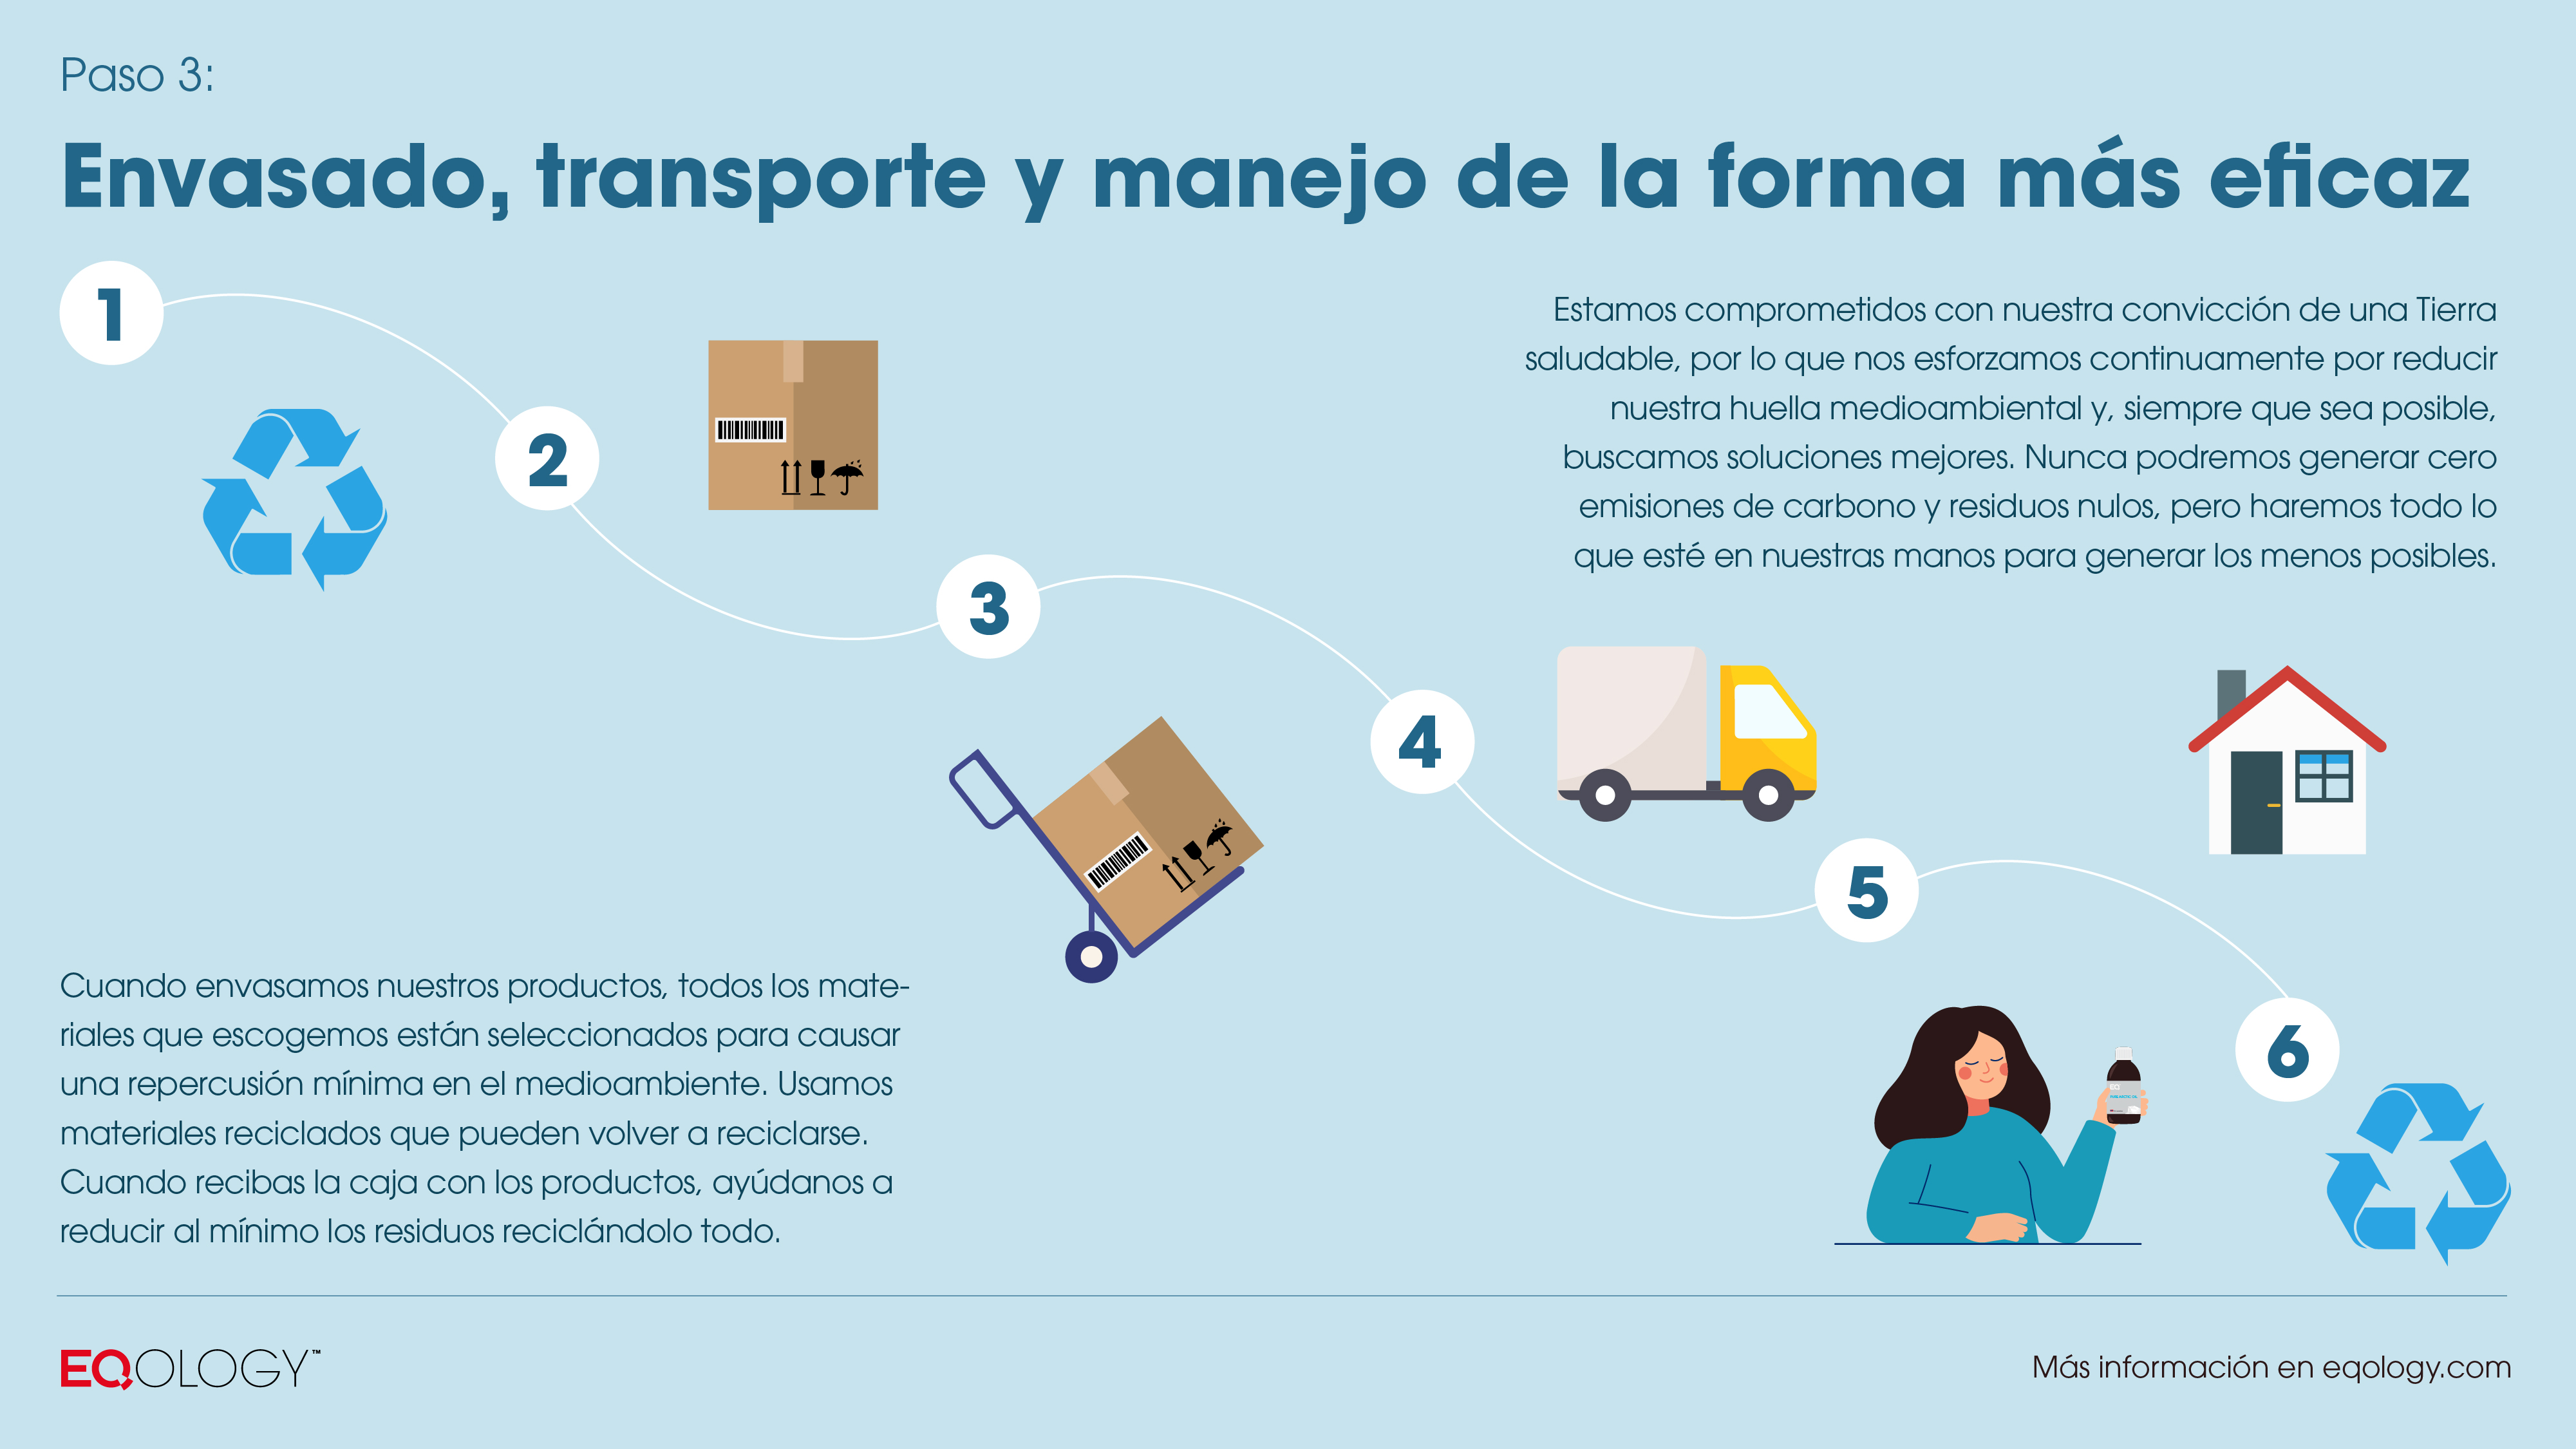 Paso 3:
Envasado, transporte y manejo de la forma más eficaz
1
2
3
4
5
6
Estamos comprometidos con nuestra convicción de una Tierra
saludable, por lo que nos esforzamos continuamente por reducir
nuestra huella medioambiental y, siempre que sea posible,
buscamos soluciones mejores. Nunca podremos generar cero
emisiones de carbono y residuos nulos, pero haremos todo lo
que esté en nuestras manos para generar los menos posibles.
Cuando envasamos nuestros productos, todos los mate-
riales que escogemos están seleccionados para causar
una repercusión mínima en el medioambiente. Usamos
materiales reciclados que pueden volver a reciclarse.
Cuando recibas la caja con los productos, ayúdanos a
reducir al mínimo los residuos reciclándolo todo.
EQ
EQOLOGY™
Más información en eqology.com